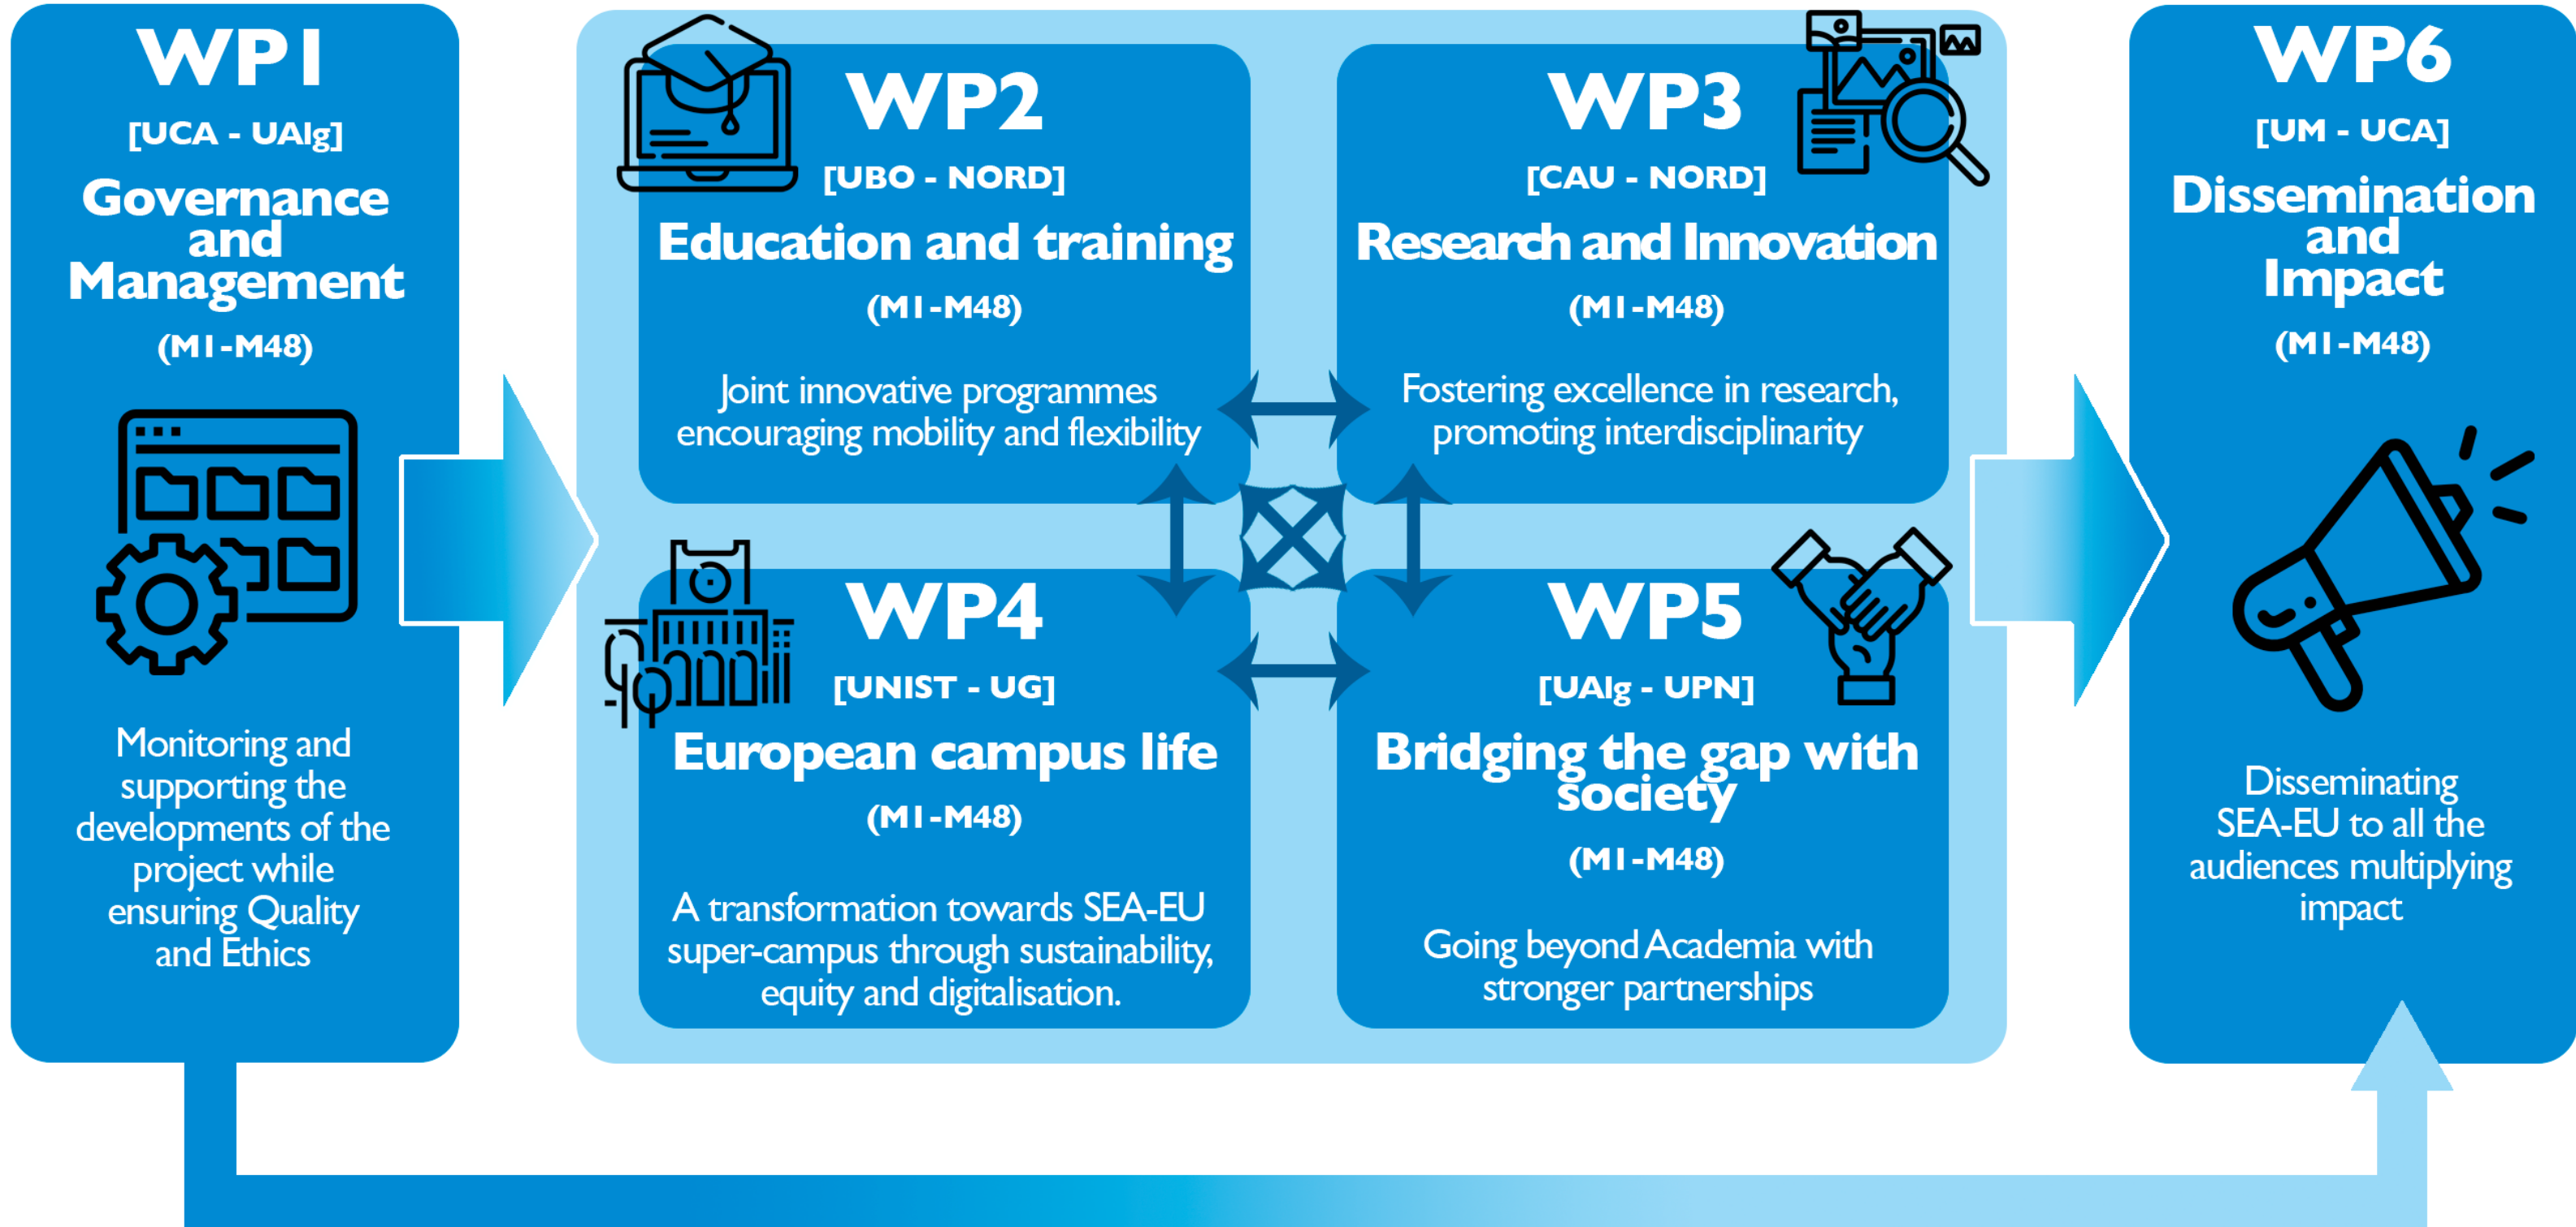 WP1
[UCA - UAlg]
Governance
and
Management
(M1-M48)
Monitoring and
supporting the
developments of the
project while
ensuring Quality
and Ethics
WP2
[UBO - NORD]
Education and training
(M1-M48)
Joint innovative programmes
encouraging mobility and flexibility
WP3
[CAU - NORD]
Research and Innovation
(M1-M48)
Fostering excellence in research,
promoting interdisciplinarity
WP4
[UNIST - UG]
European campus life
(M1-M48)
A transformation towards SEA-EU
super-campus through sustainability,
equity and digitalisation.
WP5
[UAlg - UPN]
Bridging the gap with
society
(M1-M48)
Going beyond Academia with
stronger partnerships
WP6
[UM - UCA]
Dissemination
and
Impact
(M1-M48)
Disseminating
SEA-EU to all the
audiences multiplying
impact